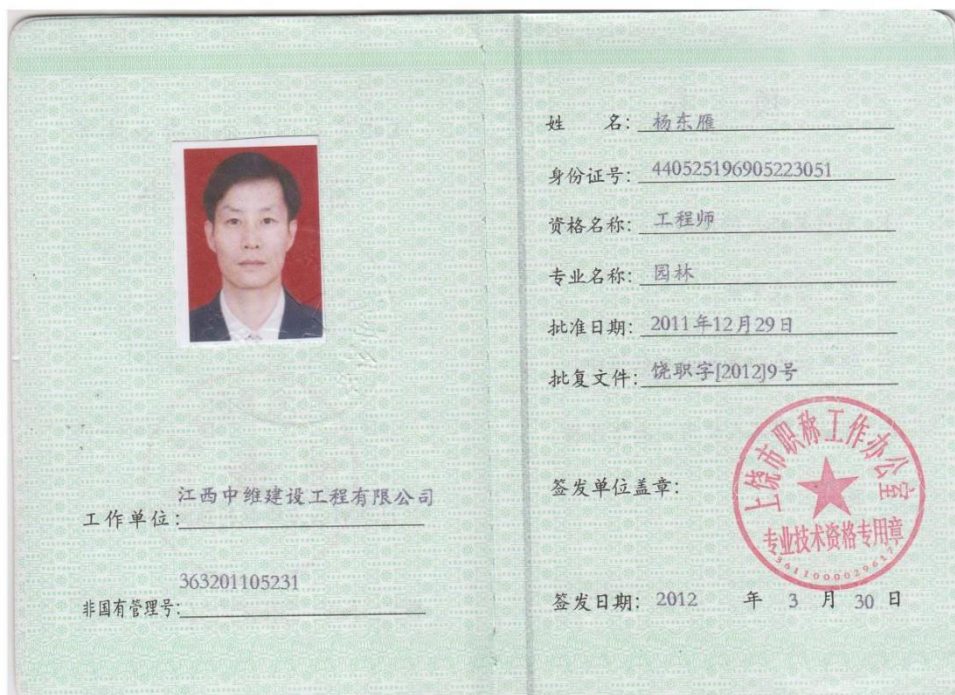 工作单位：江西中维建设工程有限公司
非国有管理号：363201105231
姓 名：杨东雁
身份证号：440525196905223051
资格名称：工程师
专业名称：园林
批准日期：2011年12月29日
批复文件：饶职字[2012]9号
签发单位盖章：
上饶市职称工作办公室
专业技术资格专用章
3611000029617
签发日期：2012 年 3 月 30 日